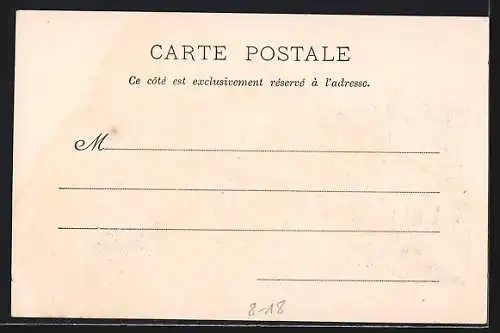 CARTE POSTALE
Ce côté est exclusivement réservé à l'adresse.
M
8-18